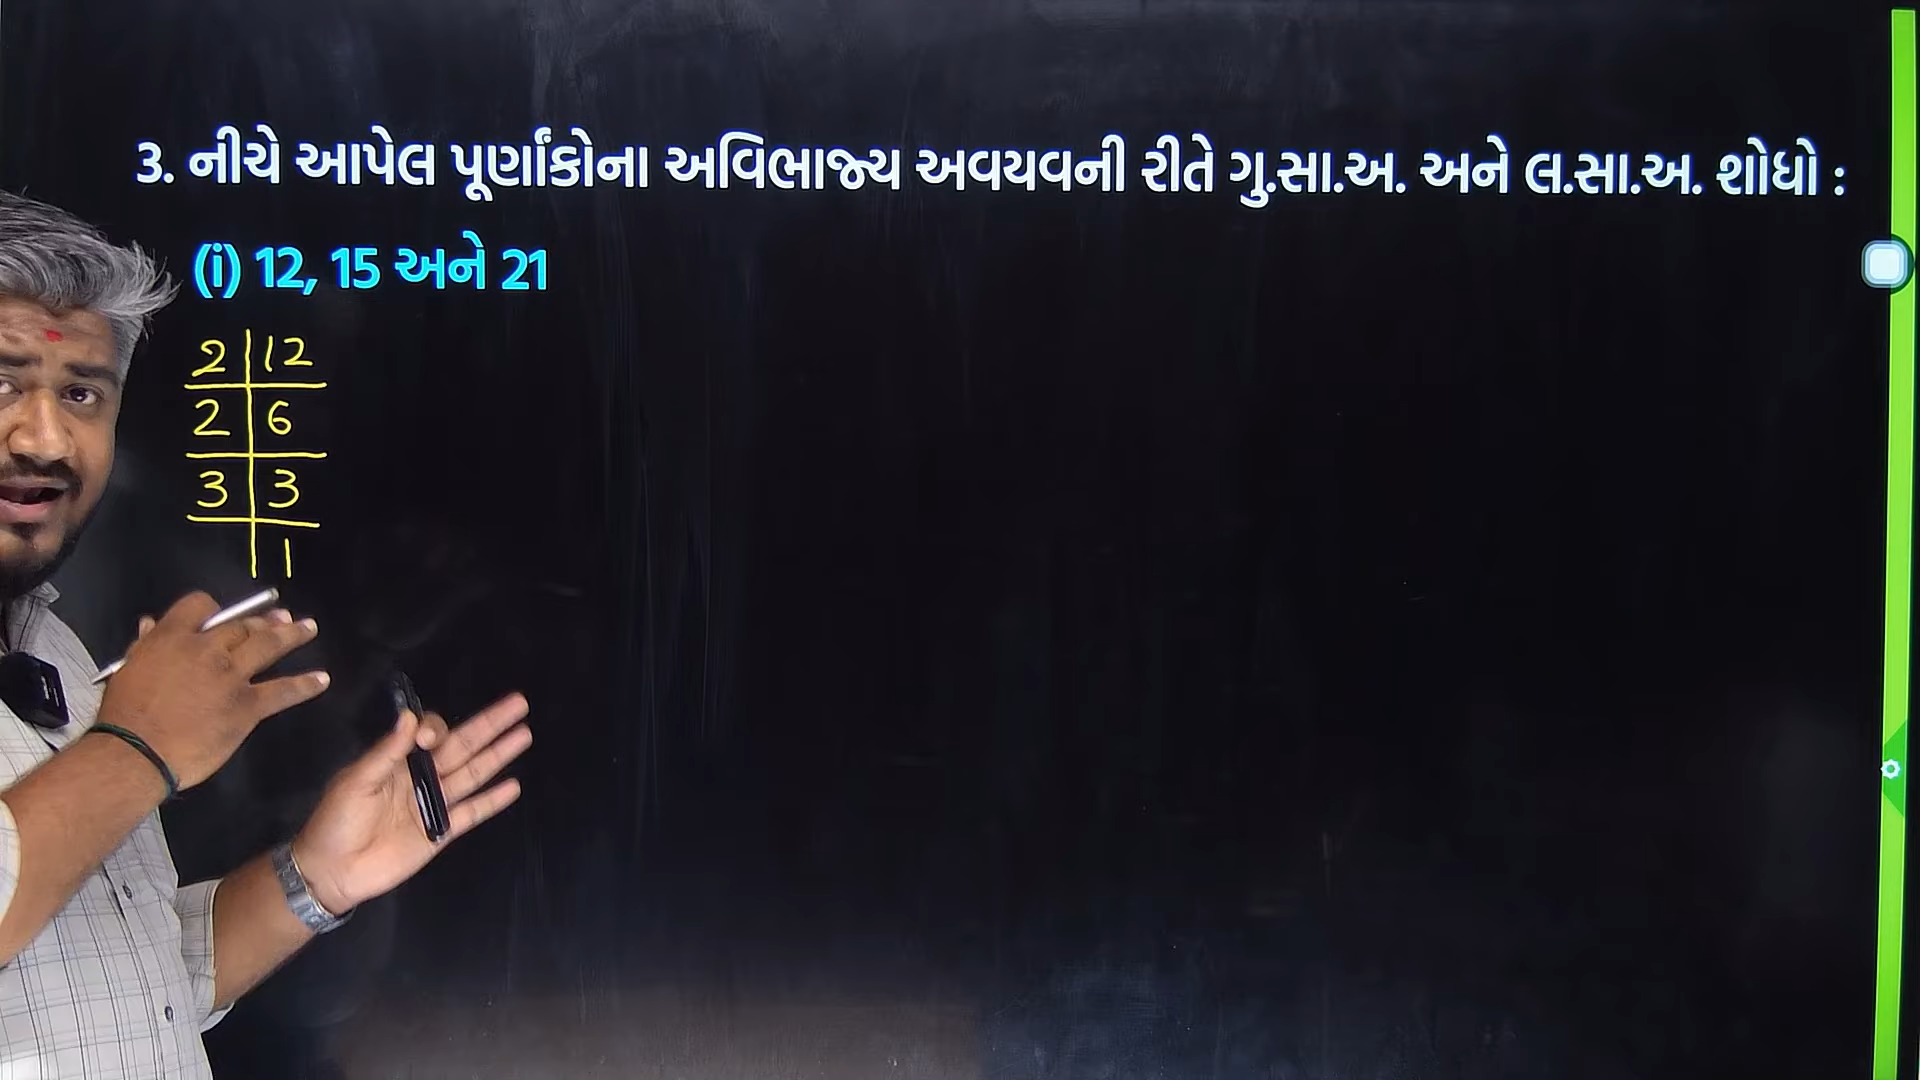 3. નીચે આપેલ પૂર્ણાંકોના અવિભાજ્ય અવયવની રીતે ગુ.સા.અ. અને લ.સા.અ. શોધો :
(i) 12, 15 અને 21
2 | 12
2 | 6
3 | 3
| 1